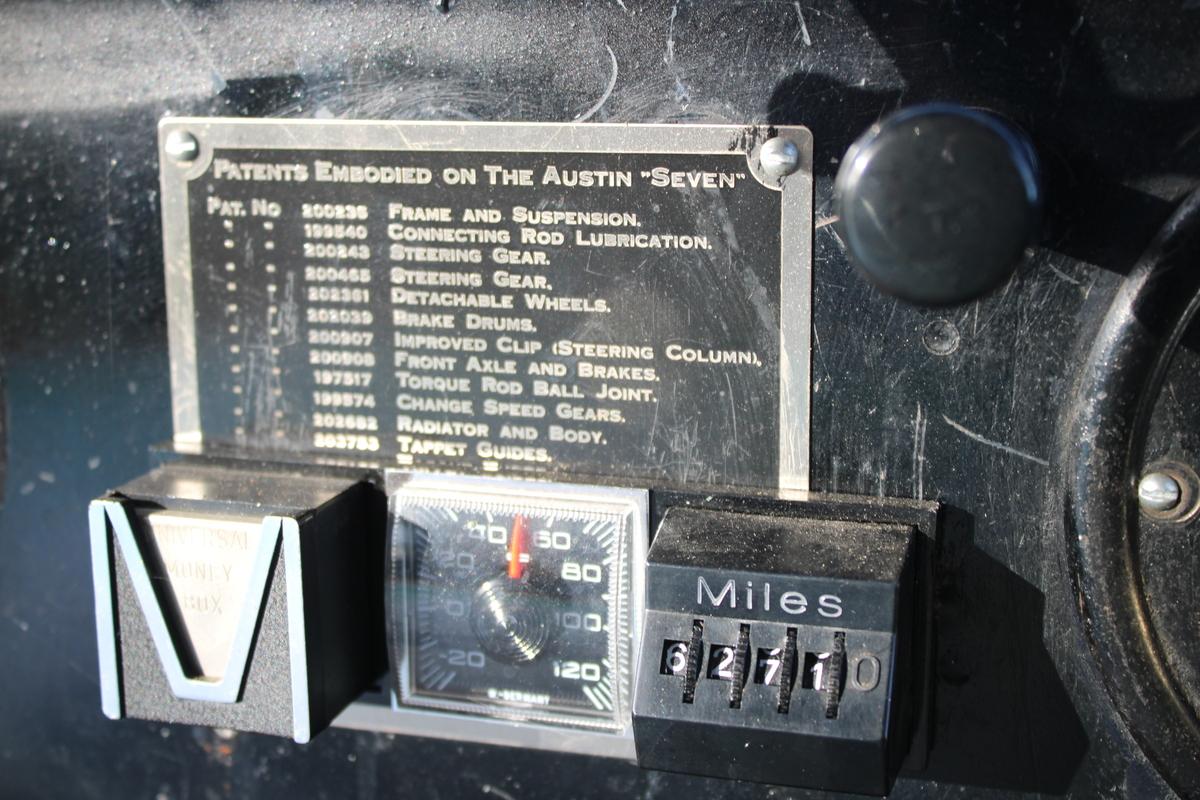 PATENTS EMBODIED ON THE AUSTIN "SEVEN"
PAT. NO 200236 FRAME AND SUSPENSION.
" " 199540 CONNECTING ROD LUBRICATION.
" " 200243 STEERING GEAR.
" " 200465 STEERING GEAR.
" " 202361 DETACHABLE WHEELS.
" " 202039 BRAKE DRUMS.
" " 200907 IMPROVED CLIP (STEERING COLUMN),
" " 200908 FRONT AXLE AND BRAKES.
" " 197517 TORQUE ROD BALL JOINT.
" " 199574 CHANGE SPEED GEARS.
" " 202682 RADIATOR AND BODY.
" " 203753 TAPPET GUIDES.
MONEY
BOX
-20
0
20
40
60
80
100
120
Miles
6 2 7 1 0